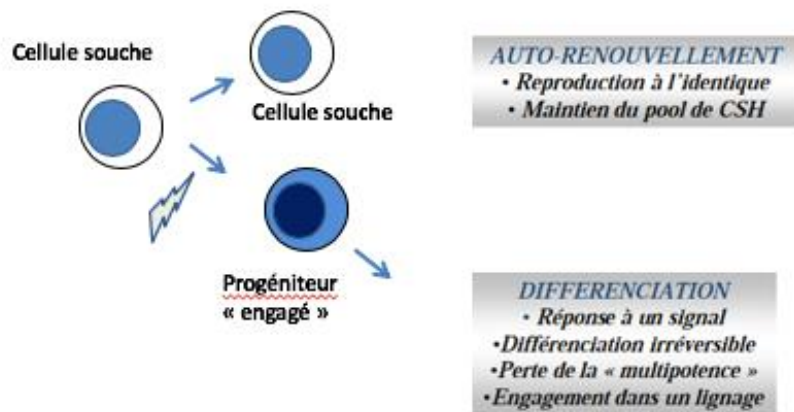 Cellule souche
Cellule souche
AUTO-RENOUVELLEMENT
• Reproduction à l'identique
• Maintien du pool de CSH
Progéniteur
« engagé »
DIFFERENCIATION
• Réponse à un signal
•Différenciation irréversible
•Perte de la « multipotence »
•Engagement dans un lignage